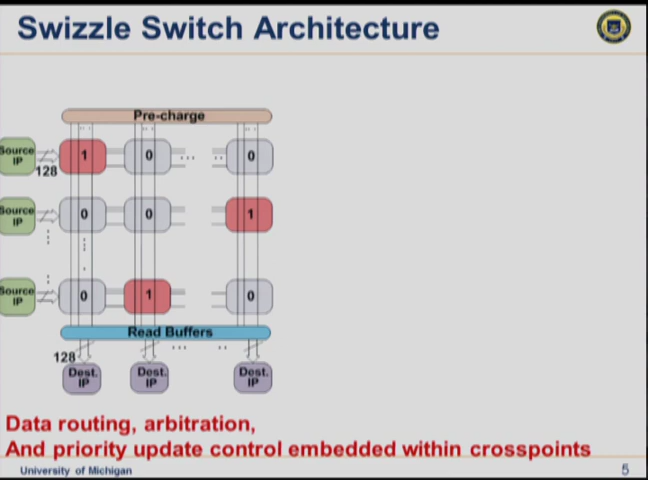 Swizzle Switch Architecture
Pre-charge
Source IP
128
1 0 ... .. 0
Source IP
0 0 1
Source IP
0 1 0
Read Buffers
128
... ..
Dest. IP Dest. IP Dest. IP
Data routing, arbitration,
And priority update control embedded within crosspoints
University of Michigan 5